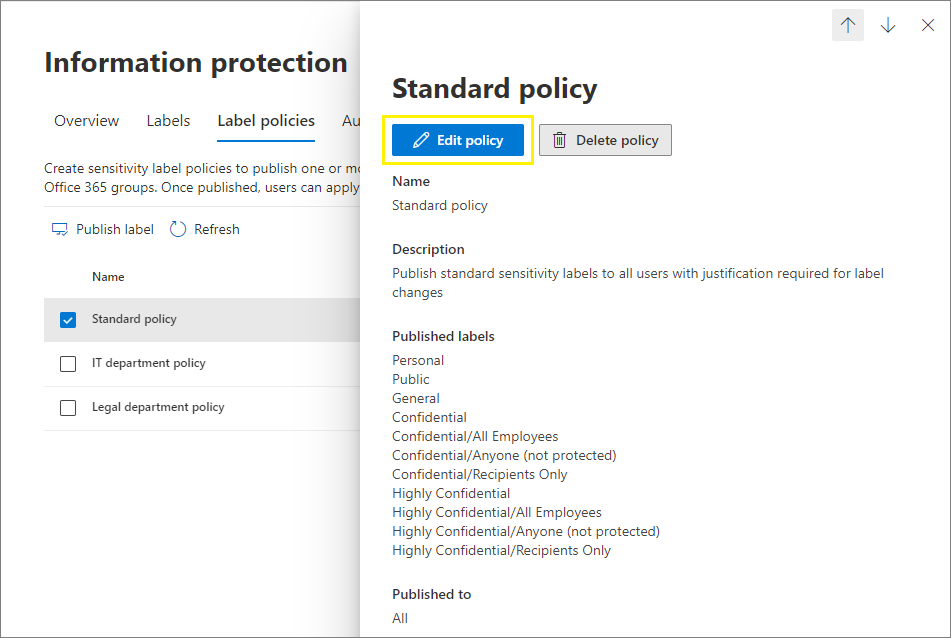 Information protection
Overview
Labels
Label policies
Au
Create sensitivity label policies to publish one or mo
Office 365 groups. Once published, users can apply
Publish label
Refresh
Name
Standard policy
IT department policy
Legal department policy
Standard policy
Edit policy
Delete policy
Name
Standard policy
Description
Publish standard sensitivity labels to all users with justification required for label
changes
Published labels
Personal
Public
General
Confidential
Confidential/All Employees
Confidential/Anyone (not protected)
Confidential/Recipients Only
Highly Confidential
Highly Confidential/All Employees
Highly Confidential/Anyone (not protected)
Highly Confidential/Recipients Only
Published to
All